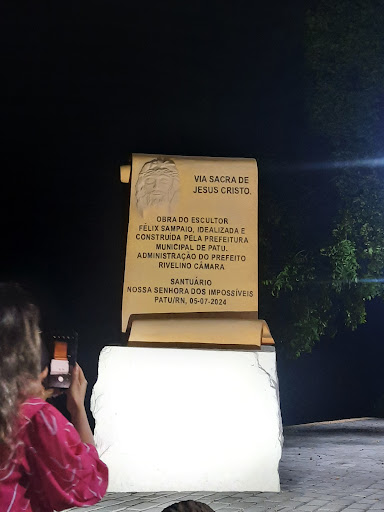 VIA SACRA DE
JESUS CRISTO.
OBRA DO ESCULTOR
FÉLIX SAMPAIO, IDEALIZADA E
CONSTRUÍDA PELA PREFEITURA
MUNICIPAL DE PATU.
ADMINISTRAÇÃO DO PREFEITO
RIVELINO CÂMARA
SANTUÁRIO
NOSSA SENHORA DOS IMPOSSÍVEIS
PATU/RN, 05-07-2024